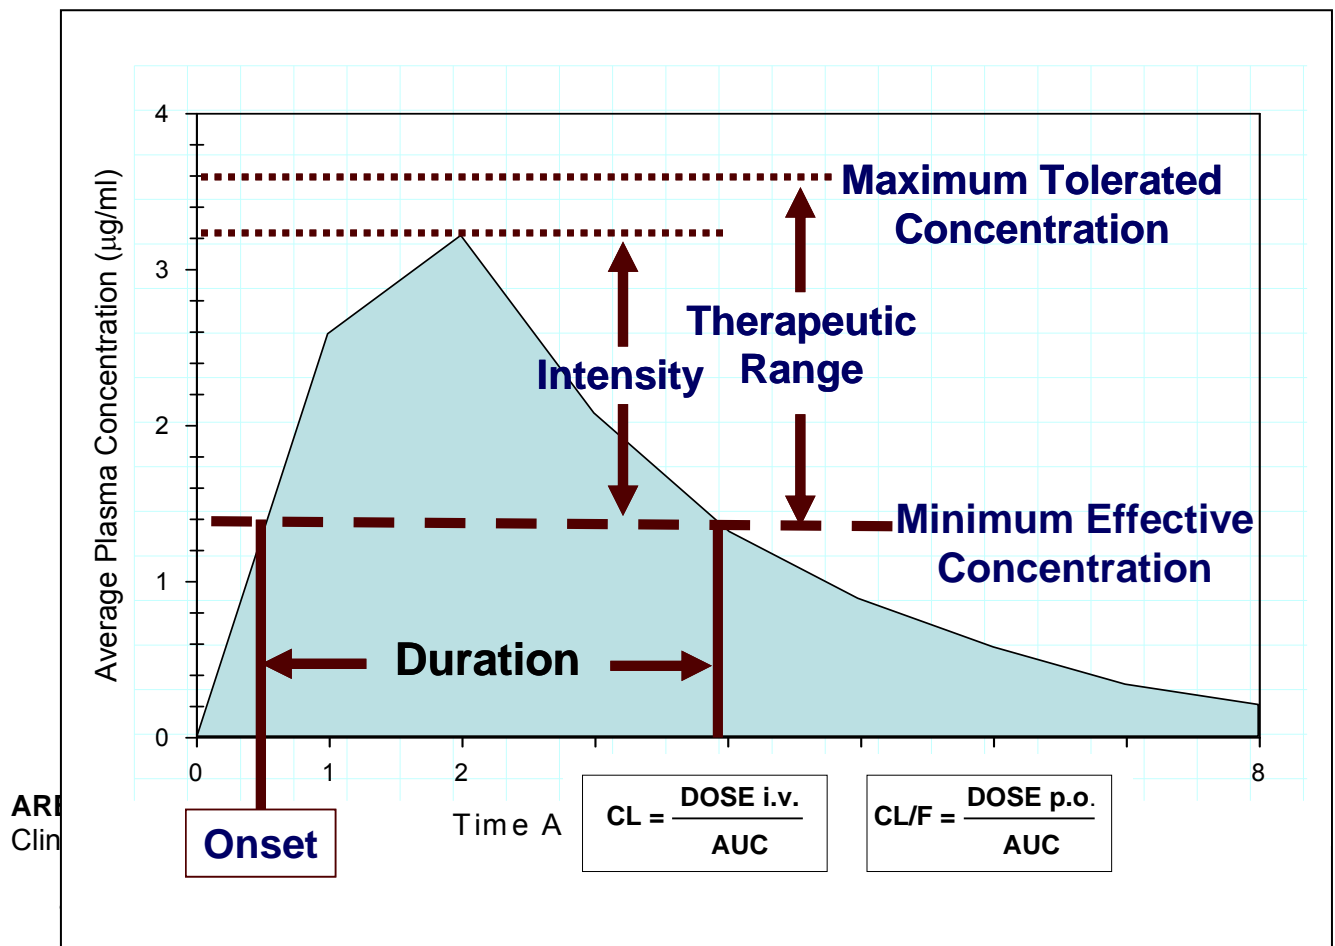 4
3
2
1
0
Average Plasma Concentration (µg/ml)
Maximum Tolerated
Concentration
Therapeutic
Range
Intensity
Minimum Effective
Concentration
Duration
0 1 2 8
Time A
Onset
CL = DOSE i.v.
AUC
CL/F = DOSE p.o.
AUC